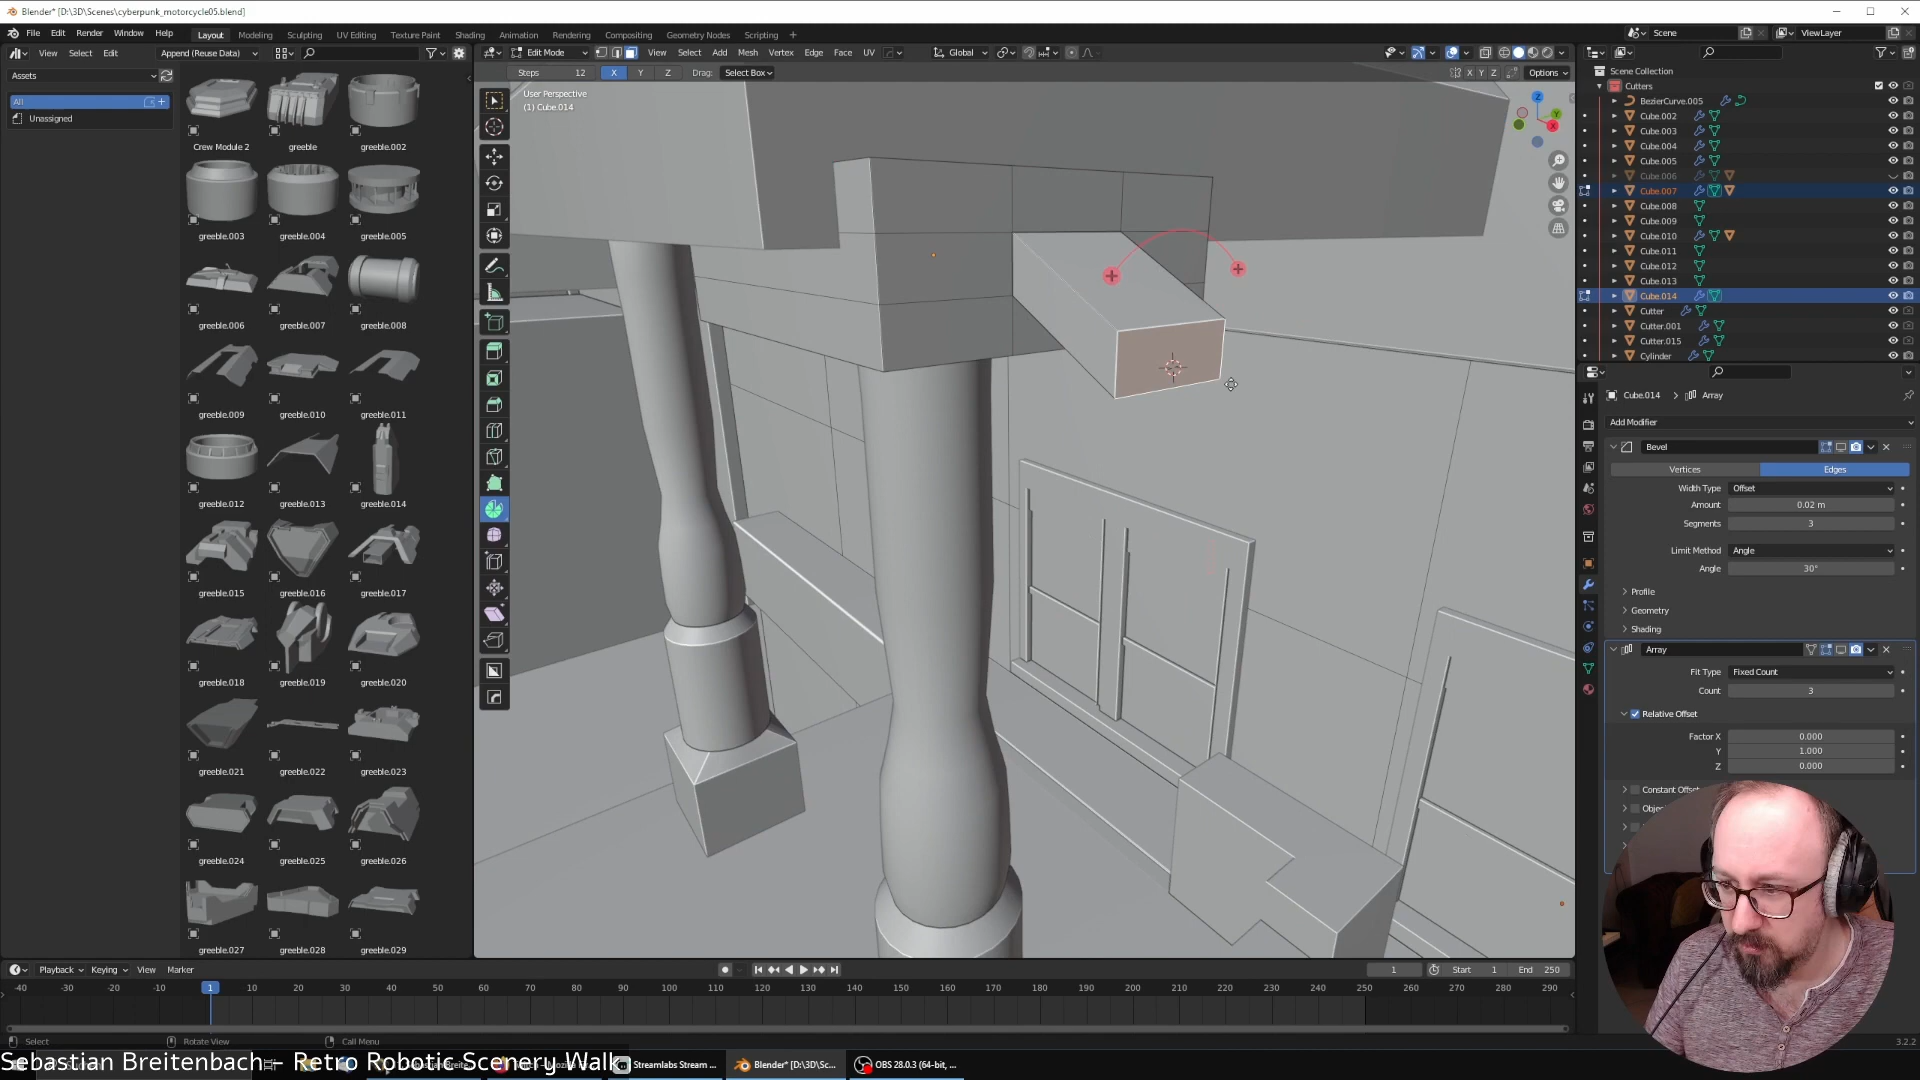 Blender* [D:\3D\Scenes\cyberpunk_motorcycle05.blend]
File Edit Render Window Help
Layout Modeling Sculpting UV Editing Texture Paint Shading Animation Rendering Compositing Geometry Nodes Scripting +
Scene
ViewLayer
View Select Edit
Append (Reuse Data)
Edit Mode
View Select Add Mesh Vertex Edge Face UV
Global
Assets
Steps 12 X Y Z Drag: Select Box
X Y Z Options
All
Unassigned
User Perspective
(1) Cube.014
Crew Module 2 greeble greeble.002
greeble.003 greeble.004 greeble.005
greeble.006 greeble.007 greeble.008
greeble.009 greeble.010 greeble.011
greeble.012 greeble.013 greeble.014
greeble.015 greeble.016 greeble.017
greeble.018 greeble.019 greeble.020
greeble.021 greeble.022 greeble.023
greeble.024 greeble.025 greeble.026
greeble.027 greeble.028 greeble.029
Scene Collection
Cutters
BezierCurve.005
Cube.002
Cube.003
Cube.004
Cube.005
Cube.006
Cube.007
Cube.008
Cube.009
Cube.010
Cube.011
Cube.012
Cube.013
Cube.014
Cutter
Cutter.001
Cutter.015
Cylinder
Cube.014 > Array
Add Modifier
Bevel
Vertices Edges
Width Type Offset
Amount 0.02 m
Segments 3
Limit Method Angle
Angle 30°
Profile
Geometry
Shading
Array
Fit Type Fixed Count
Count 3
Relative Offset
Factor X 0.000
Y 1.000
Z 0.000
Constant Offset
Playback Keying View Marker
1 Start 1 End 250
-40 -30 -20 -10 1 10 20 30 40 50 60 70 80 90 100 110 120 130 140 150 160 170 180 190 200 210 220 230 240 250 260 270 280 290
Select Rotate View Call Menu
3.2.2
Sebastian Breitenbach – Retro Robotic Scenery Walk
Streamlabs Stream ...
Blender* [D:\3D\Sc...
OBS 28.0.3 (64-bit, ...